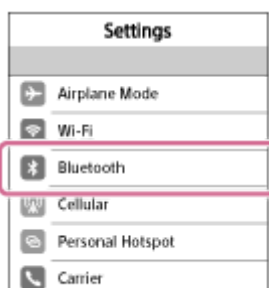 Settings
Airplane Mode
Wi-Fi
Bluetooth
Cellular
Personal Hotspot
Carrier